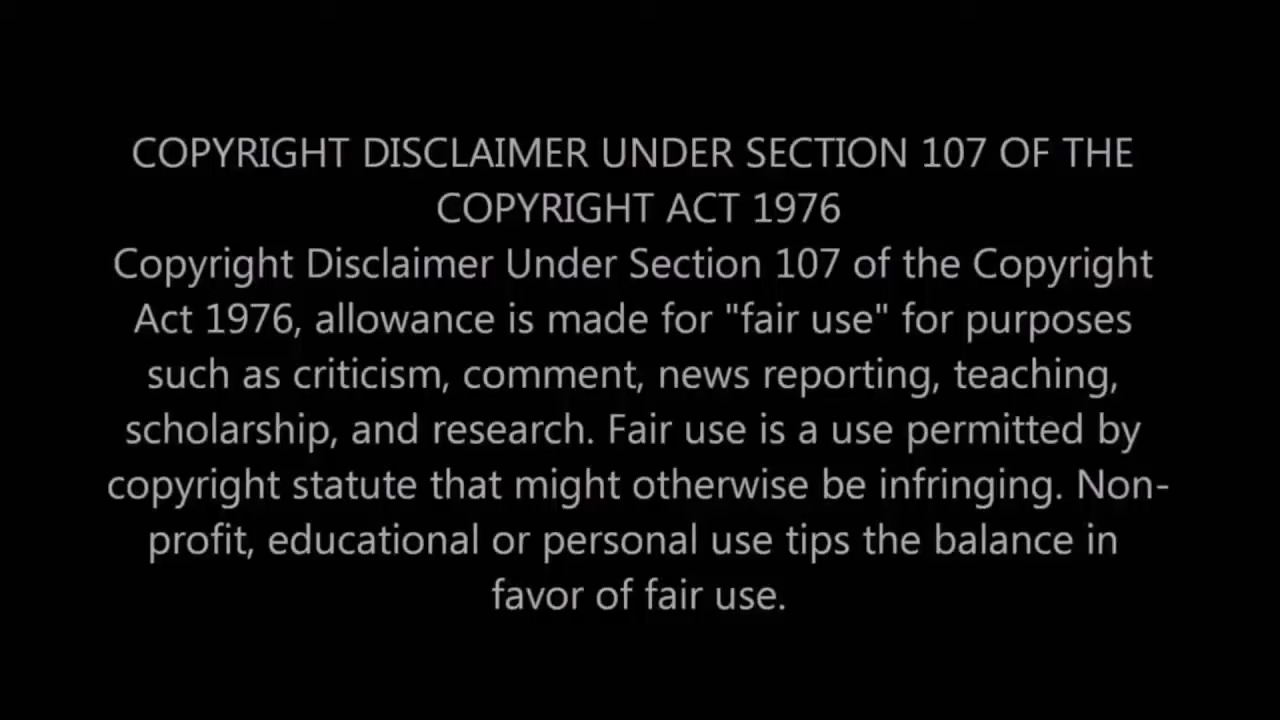 COPYRIGHT DISCLAIMER UNDER SECTION 107 OF THE
COPYRIGHT ACT 1976
Copyright Disclaimer Under Section 107 of the Copyright
Act 1976, allowance is made for "fair use" for purposes
such as criticism, comment, news reporting, teaching,
scholarship, and research. Fair use is a use permitted by
copyright statute that might otherwise be infringing. Non-
profit, educational or personal use tips the balance in
favor of fair use.